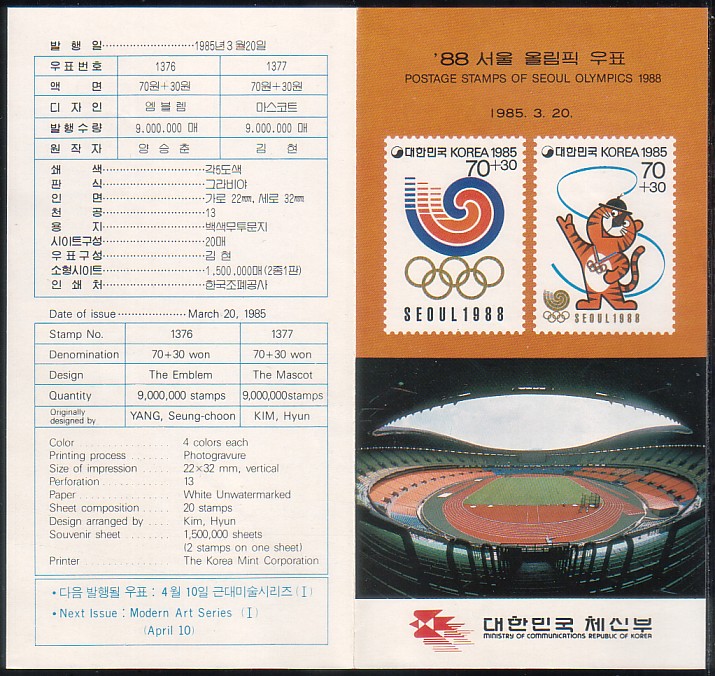 발 행 일 ······················ 1985년 3월 20일
우표번호 1376 1377
액 면 70원+30원 70원+30원
디 자 인 엠 블 렘 마 스 코 트
발행수량 9.000.000 매 9.000.000 매
원 작 자 양 승 춘 김 현
쇄 색 ······················ 각5도색
판 식 ······················ 그라비아
인 면 ······················ 가로 22㎜, 세로 32㎜
천 공 ······················ 13
용 지 ······················ 백색무투문지
시이트구성 ······················ 20매
우표구성 ······················ 김 현
소형시이트 ······················ 1,500.000매 (2종1판)
인 쇄 처 ······················ 한국조폐공사
Date of issue ······················ March 20, 1985
Stamp No. 1376 1377
Denomination 70+30 won 70+30 won
Design The Emblem The Mascot
Quantity 9,000,000 stamps 9,000,000stamps
Originally designed by YANG, Seung-choon KIM, Hyun
Color . . . . . . . . . . 4 colors each
Printing process . . . . . Photogravure
Size of impression . . . . . 22×32 mm, vertical
Perforation . . . . . . . . 13
Paper . . . . . . . . . . White Unwatermarked
Sheet composition . . . . . 20 stamps
Design arranged by . . . . Kim, Hyun
Souvenir sheet . . . . . . 1,500,000 sheets
(2 stamps on one sheet)
Printer . . . . . . . . . The Korea Mint Corporation
• 다음 발행될 우표 : 4월 10일 근대미술시리즈 (Ⅰ)
• Next Issue : Modern Art Series (Ⅰ)
(April 10)
'88 서울 올림픽 우표
POSTAGE STAMPS OF SEOUL OLYMPICS 1988
1985. 3. 20.
대한민국 KOREA 1985
70+30
SEOUL 1988
대한민국 KOREA 1985
70
+30
SEOUL 1988
대한민국 체신부
MINISTRY OF COMMUNICATIONS REPUBLIC OF KOREA